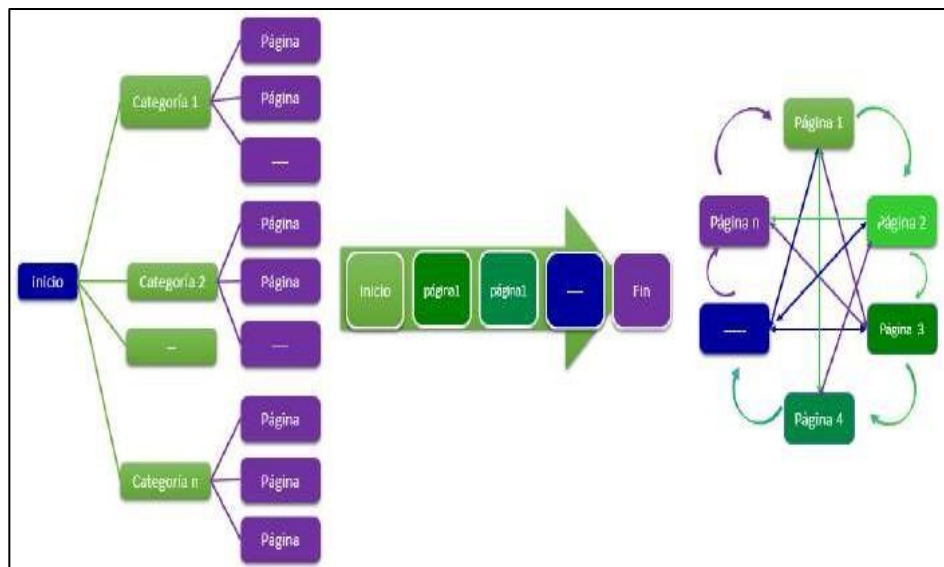 Inicio
Categoría 1
Página
Página
----
Categoría 2
Página
Página
----
...
Categoría n
Página
Página
Página
Inicio
página1
página1
----
Fin
Página 1
Página 2
Página 3
Página 4
-----
Página n